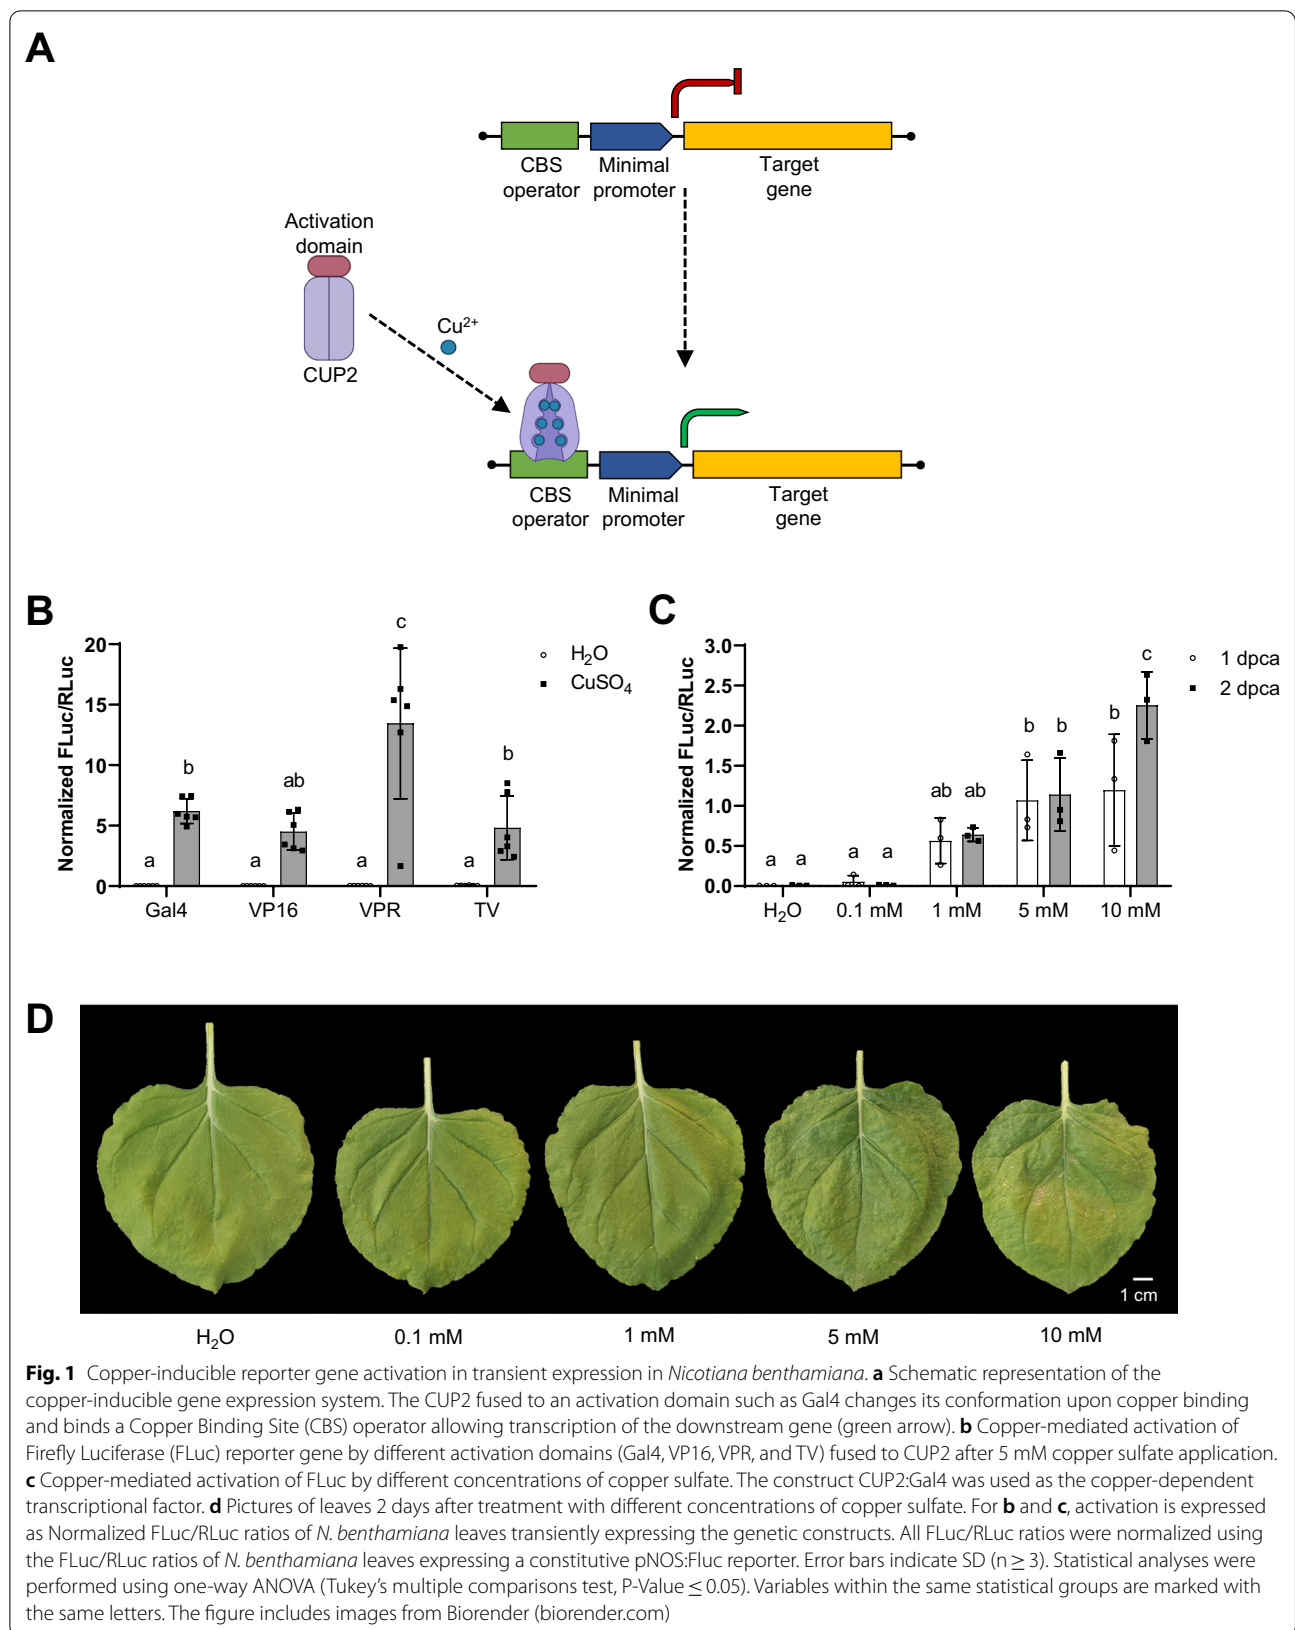 A
CBS
operator
Minimal
promoter
Target
gene
Activation
domain
Cu²⁺
CUP2
CBS
operator
Minimal
promoter
Target
gene
B
Normalized FLuc/RLuc
20
15
10
5
0
a
b
a
ab
a
c
a
b
Gal4
VP16
VPR
TV
H₂O
CuSO₄
C
Normalized FLuc/RLuc
3.0
2.5
2.0
1.5
1.0
0.5
0.0
a
a
a
a
ab
ab
b
b
b
c
H₂O
0.1 mM
1 mM
5 mM
10 mM
1 dpca
2 dpca
D
1 cm
H₂O
0.1 mM
1 mM
5 mM
10 mM
Fig. 1 Copper-inducible reporter gene activation in transient expression in Nicotiana benthamiana. a Schematic representation of the
copper-inducible gene expression system. The CUP2 fused to an activation domain such as Gal4 changes its conformation upon copper binding
and binds a Copper Binding Site (CBS) operator allowing transcription of the downstream gene (green arrow). b Copper-mediated activation of
Firefly Luciferase (FLuc) reporter gene by different activation domains (Gal4, VP16, VPR, and TV) fused to CUP2 after 5 mM copper sulfate application.
c Copper-mediated activation of FLuc by different concentrations of copper sulfate. The construct CUP2:Gal4 was used as the copper-dependent
transcriptional factor. d Pictures of leaves 2 days after treatment with different concentrations of copper sulfate. For b and c, activation is expressed
as Normalized FLuc/RLuc ratios of N. benthamiana leaves transiently expressing the genetic constructs. All FLuc/RLuc ratios were normalized using
the FLuc/RLuc ratios of N. benthamiana leaves expressing a constitutive pNOS:Fluc reporter. Error bars indicate SD (n ≥ 3). Statistical analyses were
performed using one-way ANOVA (Tukey's multiple comparisons test, P-Value ≤ 0.05). Variables within the same statistical groups are marked with
the same letters. The figure includes images from Biorender (biorender.com)